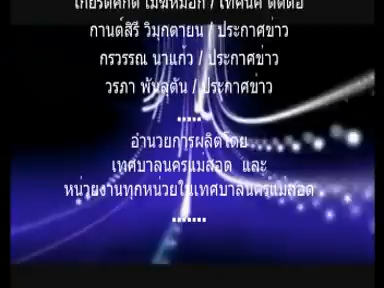 กานต์สิรี วิมุกตายน / ประกาศข่าว
กรวรรณ นาแก้ว / ประกาศข่าว
วรภา พันสุตัน / ประกาศข่าว
.....
อำนวยการผลิตโดย
เทศบาลนครแม่สอด และ
หน่วยงานทุกหน่วยในเทศบาลนครแม่สอด
.......